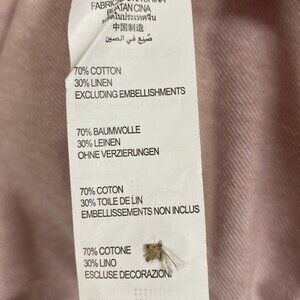 BUATAN CINA
ผลิตในประเทศจีน
中国制造
صنع في الصين
70% COTTON
30% LINEN
EXCLUDING EMBELLISHMENTS
70% BAUMWOLLE
30% LEINEN
OHNE VERZIERUNGEN
70% COTON
30% TOILE DE LIN
EMBELLISSEMENTS NON INCLUS
70% COTONE
30% LINO
ESCLUSE DECORAZIONI